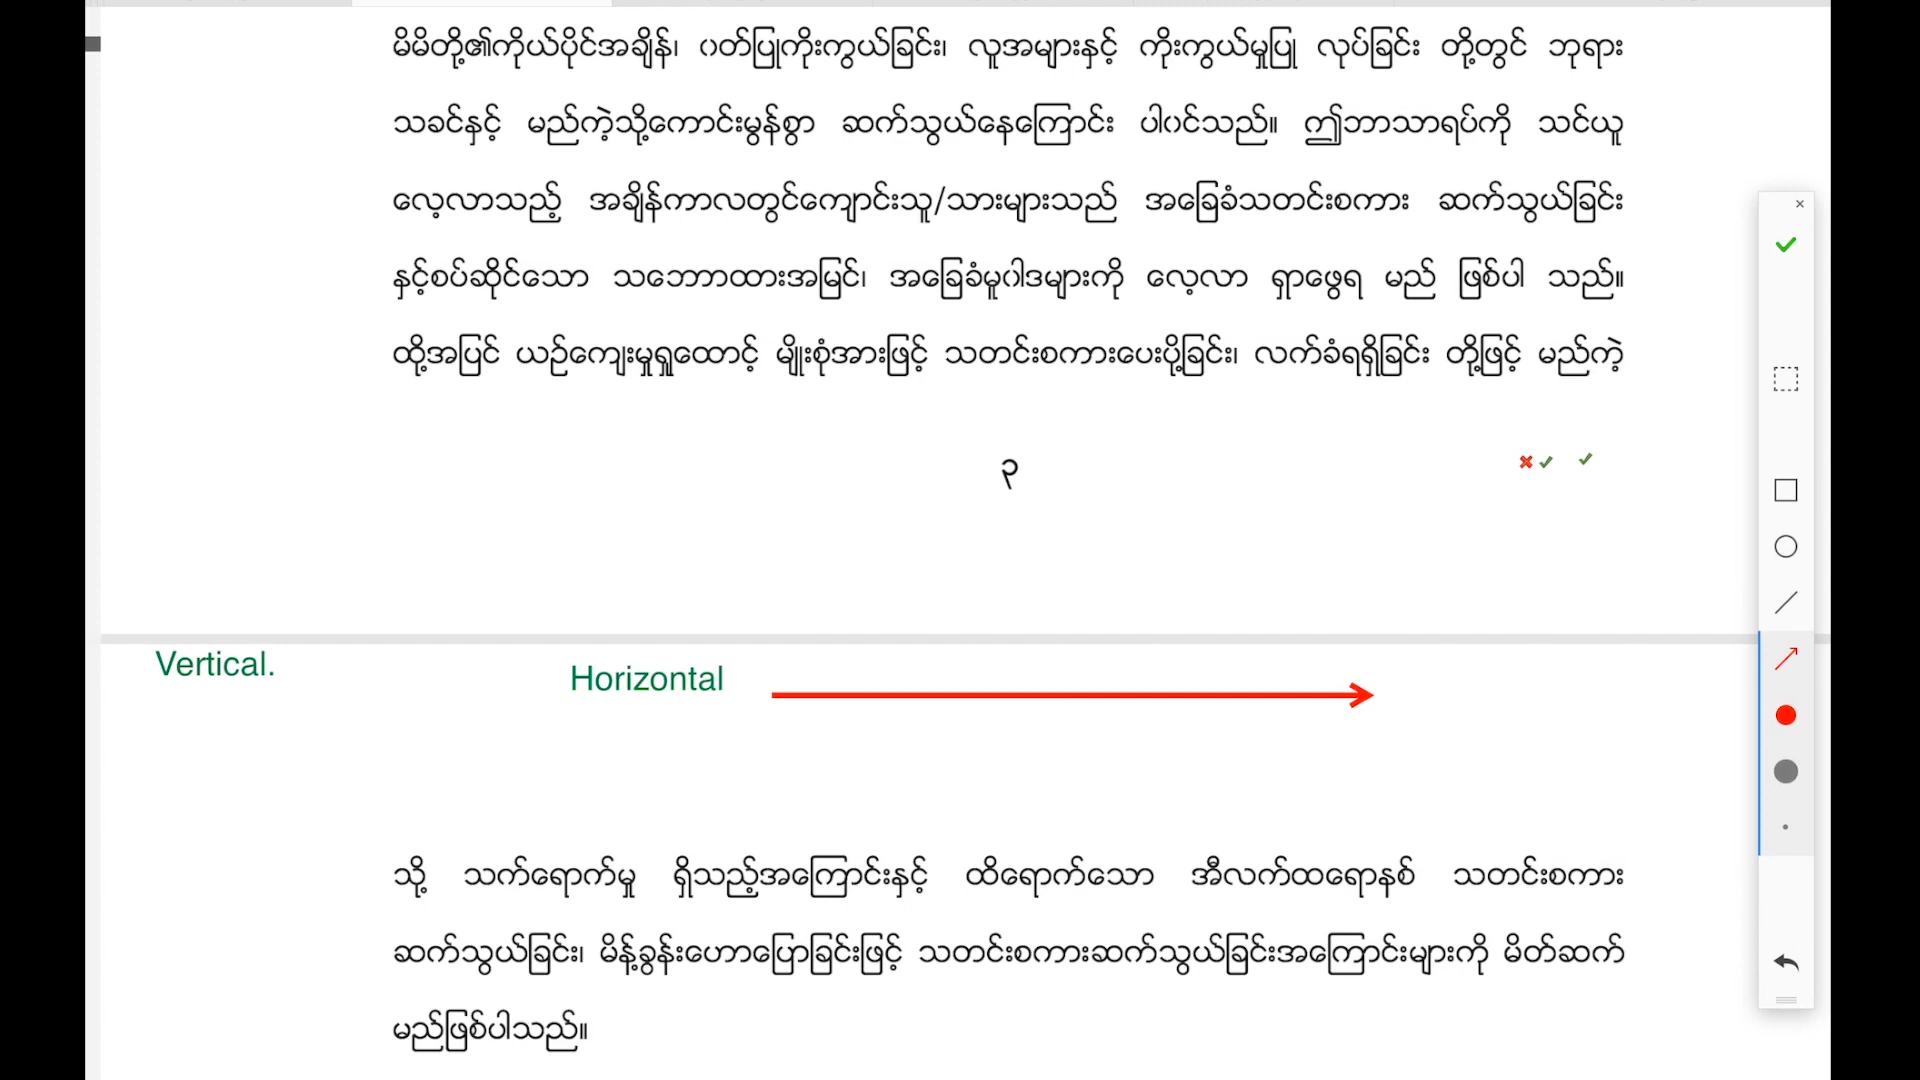 မိမိတို့၏ကိုယ်ပိုင်အချိန်၊ ၀တ်ပြုကိုးကွယ်ခြင်း၊ လူအများနှင့် ကိုးကွယ်မှုပြု လုပ်ခြင်း တို့တွင် ဘုရား
သခင်နှင့် မည်ကဲ့သို့ကောင်းမွန်စွာ ဆက်သွယ်နေကြောင်း ပါ၀င်သည်။ ဤဘာသာရပ်ကို သင်ယူ
လေ့လာသည့် အချိန်ကာလတွင်ကျောင်းသူ/သားများသည် အခြေခံသတင်းစကား ဆက်သွယ်ခြင်း
နှင့်စပ်ဆိုင်သော သဘောာထားအမြင်၊ အခြေခံမူဂါဒများကို လေ့လာ ရှာဖွေရ မည် ဖြစ်ပါ သည်။
ထို့အပြင် ယဉ်ကျေးမှုရှုထောင့် မျိုးစုံအားဖြင့် သတင်းစကားပေးပို့ခြင်း၊ လက်ခံရရှိခြင်း တို့ဖြင့် မည်ကဲ့
၃
Vertical.
Horizontal
သို့ သက်ရောက်မှု ရှိသည့်အကြောင်းနှင့် ထိရောက်သော အီလက်ထရောနစ် သတင်းစကား
ဆက်သွယ်ခြင်း၊ မိန့်ခွန်းဟောပြောခြင်းဖြင့် သတင်းစကားဆက်သွယ်ခြင်းအကြောင်းများကို မိတ်ဆက်
မည်ဖြစ်ပါသည်။